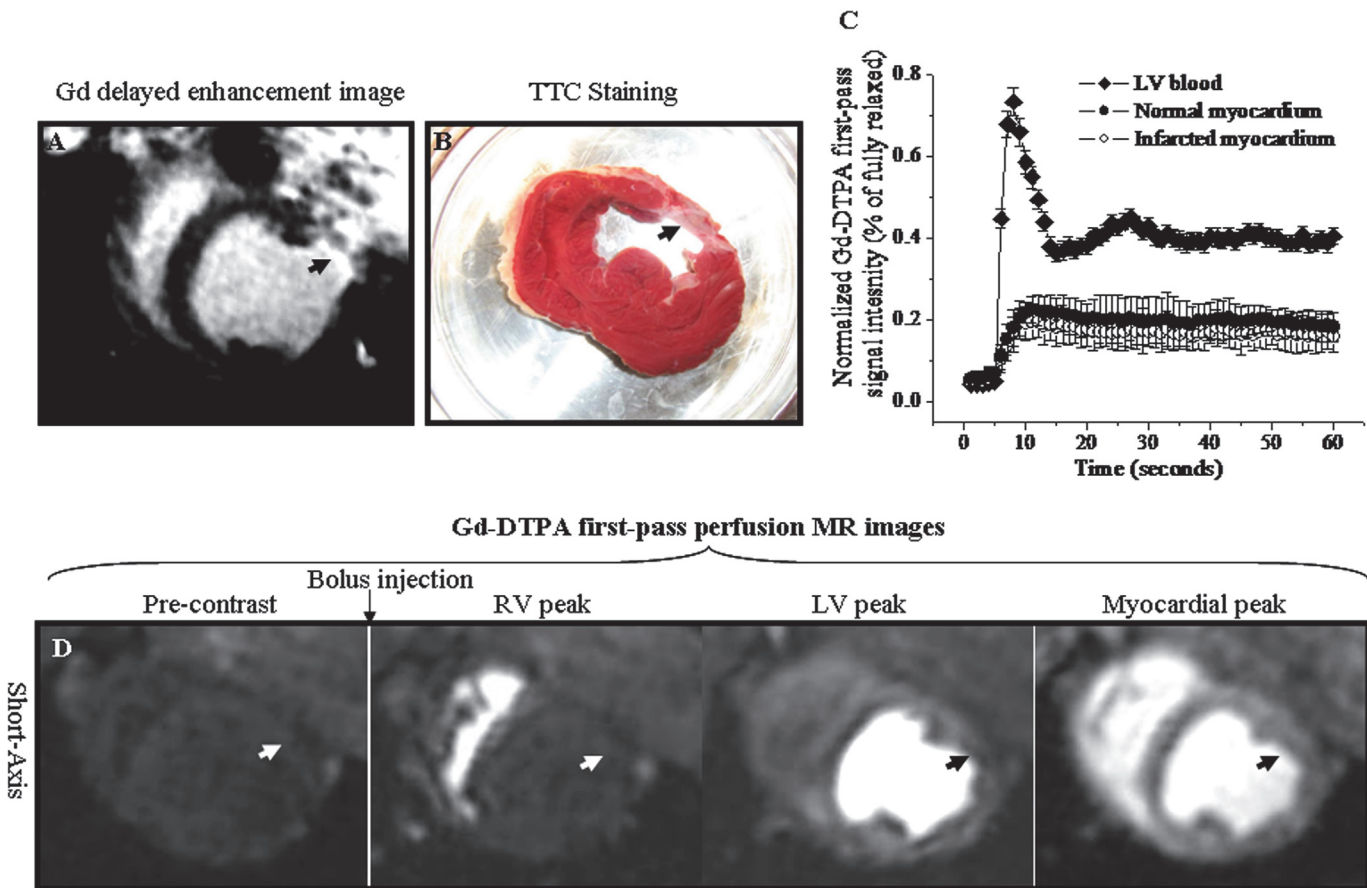 Gd delayed enhancement image
A
TTC Staining
B
C
Normalized Gd-DTPA first-pass
signal intesnity (% of fully relaxed)
0.8
0.6
0.4
0.2
0.0
LV blood
Normal myocardium
Infarcted myocardium
0 10 20 30 40 50 60
Time (seconds)
Gd-DTPA first-pass perfusion MR images
Bolus injection
Pre-contrast
RV peak
LV peak
Myocardial peak
D
Short-Axis